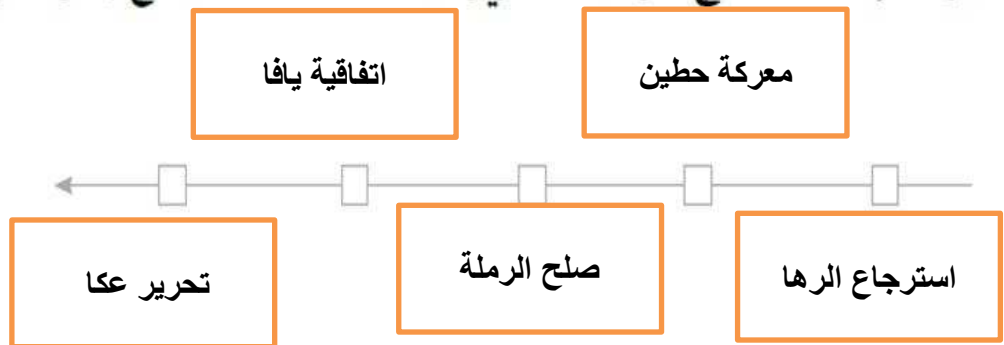 معركة حطين
اتفاقية يافا
استرجاع الرها
صلح الرملة
تحرير عكا